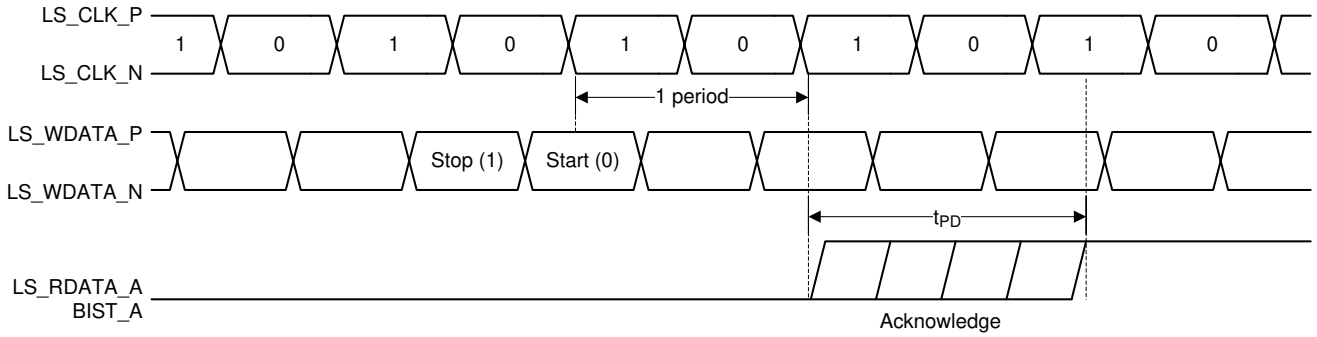 LS_CLK_P
1 0 1 0 1 0 1 0 1 0
LS_CLK_N
1 period
LS_WDATA_P
Stop (1) Start (0)
LS_WDATA_N
tPD
LS_RDATA_A
BIST_A
Acknowledge